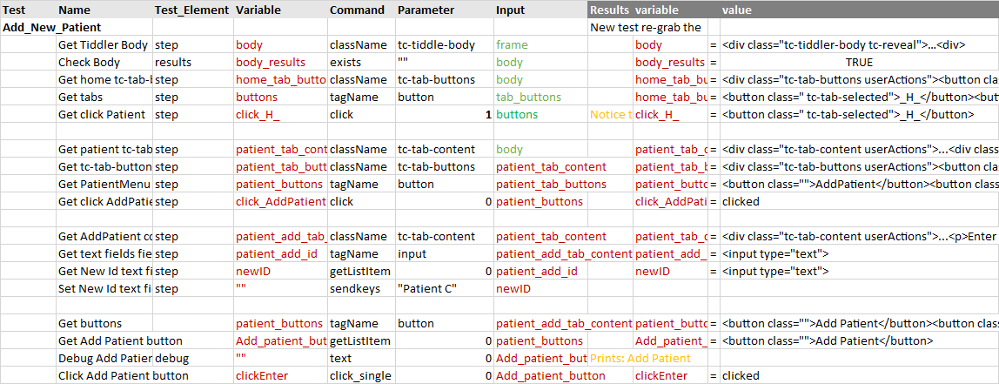 Test Name Test_Element Variable Command Parameter Input Results variable value
Add_New_Patient New test re-grab the
Get Tiddler Body step body className tc-tiddle-body frame body = <div class="tc-tiddler-body tc-reveal">...<div>
Check Body results body_results exists "" body body_results = TRUE
Get home tc-tab-b step home_tab_butto className tc-tab-buttons body home_tab_bu = <div class="tc-tab-buttons userActions"><button class
Get tabs step buttons tagName button tab_buttons home_tab_bu = <button class=" tc-tab-selected">_H_</button><butt
Get click Patient step click_H_ click 1 buttons Notice t click_H_ = <button class=" tc-tab-selected">_H_</button>
Get patient tc-tab step patient_tab_cont className tc-tab-content body patient_tab_c = <div class="tc-tab-content userActions">...<div class
Get tc-tab-button step patient_tab_butt className tc-tab-buttons patient_tab_content patient_tab_b = <div class="tc-tab-buttons userActions"><button clas
Get PatientMenu step patient_buttons tagName button patient_tab_buttons patient_butto = <button class="">AddPatient</button><button class
Get click AddPatie step click_AddPatient click 0 patient_buttons click_AddPati = clicked
Get AddPatient co step patient_add_tab_ className tc-tab-content patient_tab_content patient_tab_c = <div class="tc-tab-content userActions">...<p>Enter
Get text fields fie step patient_add_id tagName input patient_add_tab_content patient_add_ = <input type="text">
Get New Id text fi step newID getListItem 0 patient_add_id newID = <input type="text">
Set New Id text fi step "" sendkeys "Patient C" newID
Get buttons step patient_buttons tagName button patient_add_tab_content patient_butto = <button class="">Add Patient</button><button class
Get Add Patient button Add_patient_but getListItem 0 patient_buttons Add_patient_ = <button class="">Add Patient</button>
Debug Add Patien debug "" text 0 Add_patient_but Prints: Add Patient
Click Add Patient button clickEnter click_single 0 Add_patient_button clickEnter = clicked